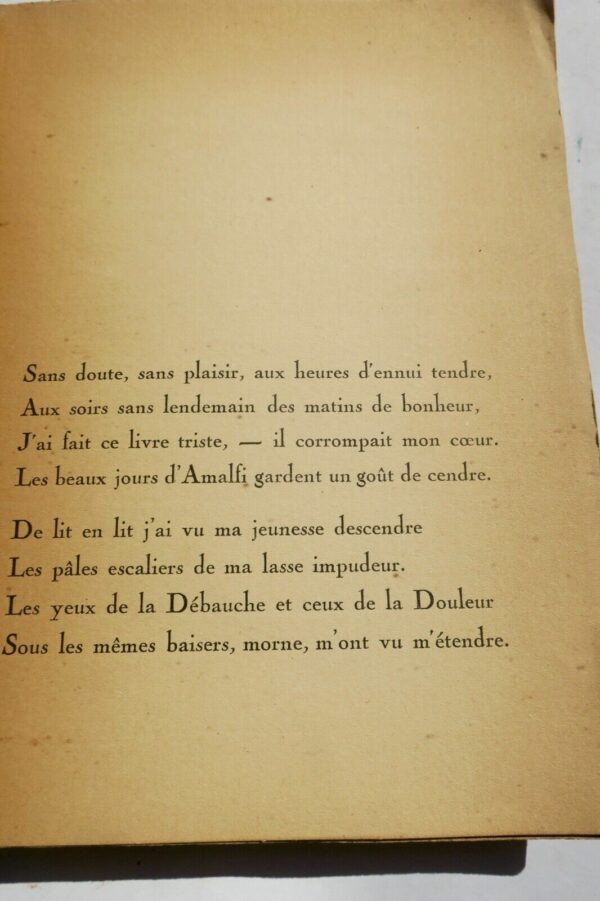 Sans doute, sans plaisir, aux heures d'ennui tendre,
Aux soirs sans lendemain des matins de bonheur,
J'ai fait ce livre triste, — il corrompait mon cœur.
Les beaux jours d'Amalfi gardent un goût de cendre.
De lit en lit j'ai vu ma jeunesse descendre
Les pâles escaliers de ma lasse impudeur.
Les yeux de la Débauche et ceux de la Douleur
Sous les mêmes baisers, morne, m'ont vu m'étendre.